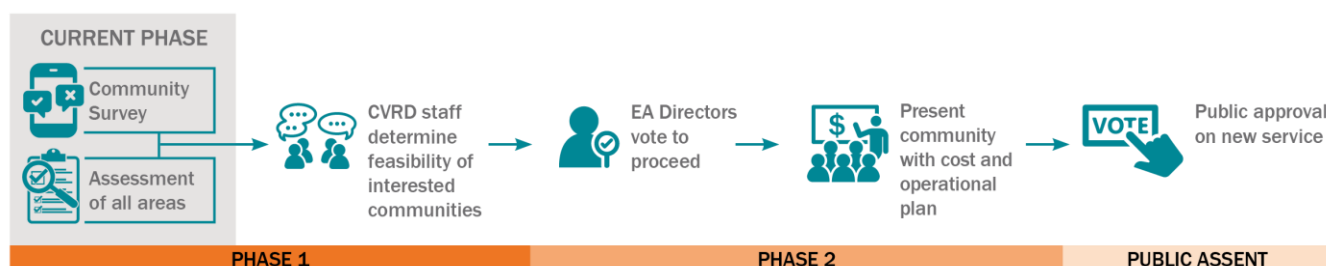 CURRENT PHASE
Community
Survey
Assessment
of all areas
CVRD staff
determine
feasibility of
interested
communities
EA Directors
vote to
proceed
$
Present
community
with cost and
operational
plan
VOTE
Public approval
on new service
PHASE 1
PHASE 2
PUBLIC ASSENT